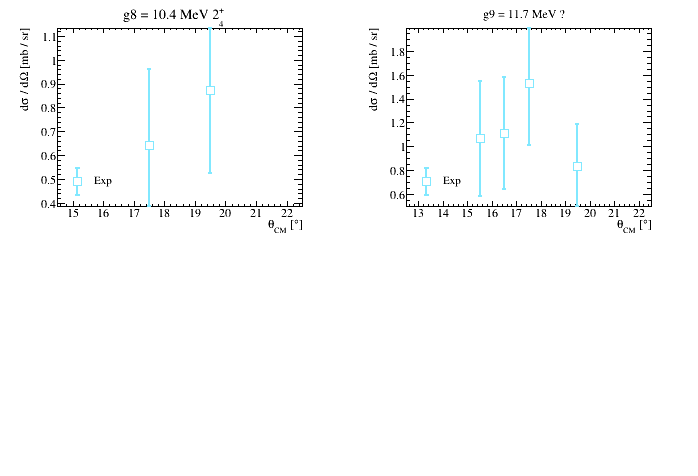 g8 = 10.4 MeV 2⁺₄
dσ / dΩ [mb / sr]
1.1
1
0.9
0.8
0.7
0.6
0.5
0.4
Exp
15 16 17 18 19 20 21 22
θCM [°]
g9 = 11.7 MeV ?
dσ / dΩ [mb / sr]
1.8
1.6
1.4
1.2
1
0.8
0.6
Exp
13 14 15 16 17 18 19 20 21 22
θCM [°]